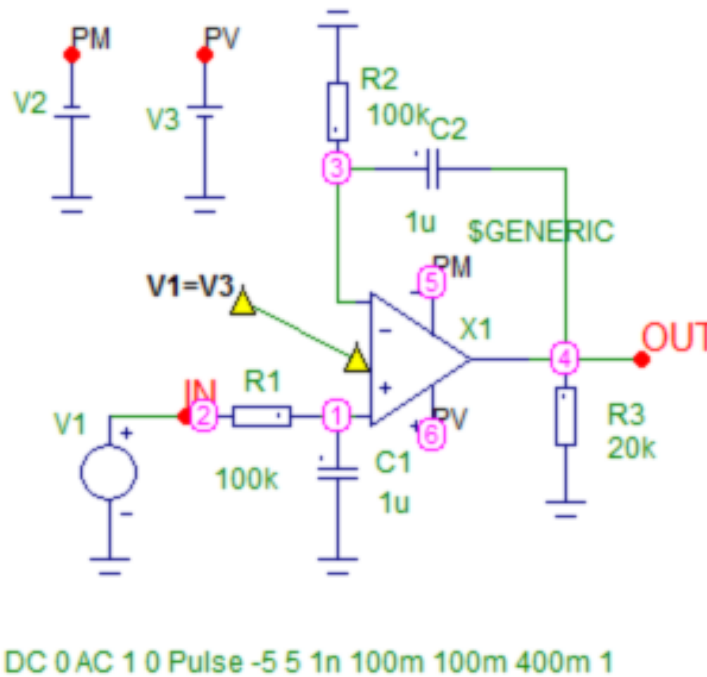 PM
PV
V2
V3
R2
100k
C2
3
1u
$GENERIC
V1=V3
5
PM
X1
OUT
4
IN
R1
2
1
V1
PV
6
R3
20k
100k
C1
1u
DC 0 AC 1 0 Pulse -5 5 1n 100m 100m 400m 1